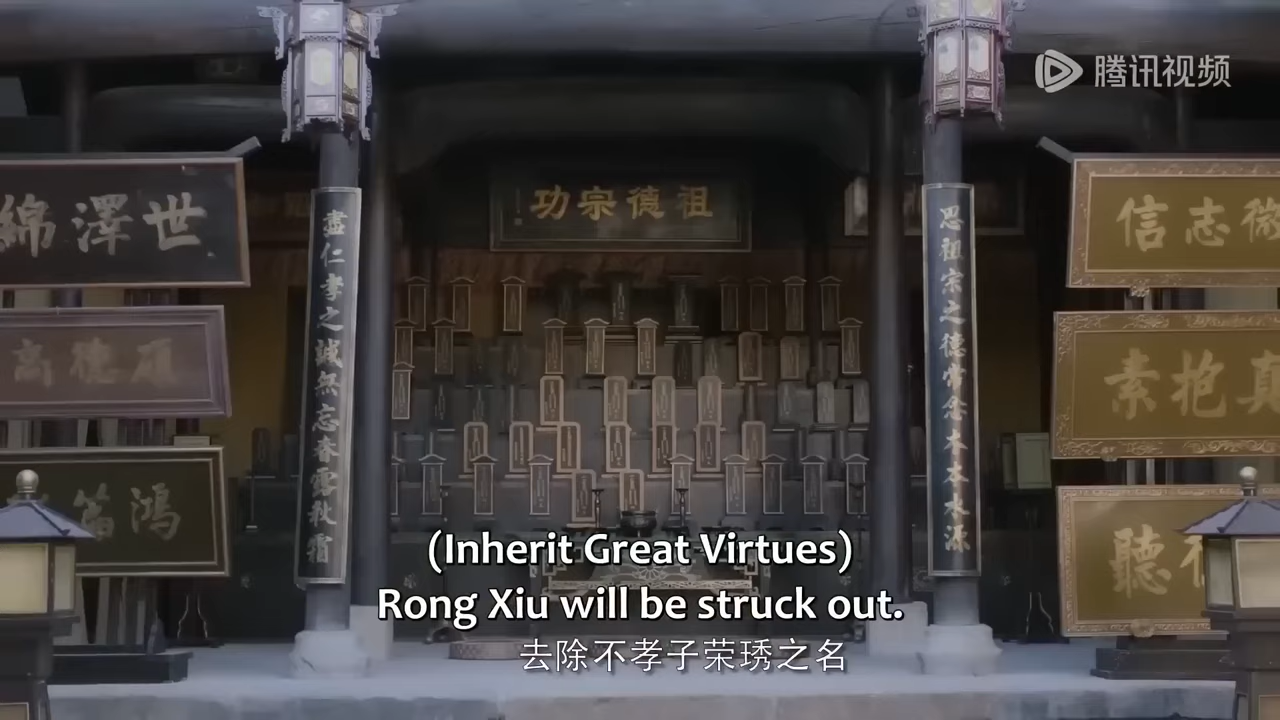 腾讯视频
祖德宗功
思祖宗之德常念木本水源
盡仁孝之誠無忘春露秋霜
世澤綿
德高
鴻
志信
真抱素
聽
(Inherit Great Virtues)
Rong Xiu will be struck out.
去除不孝子荣琇之名